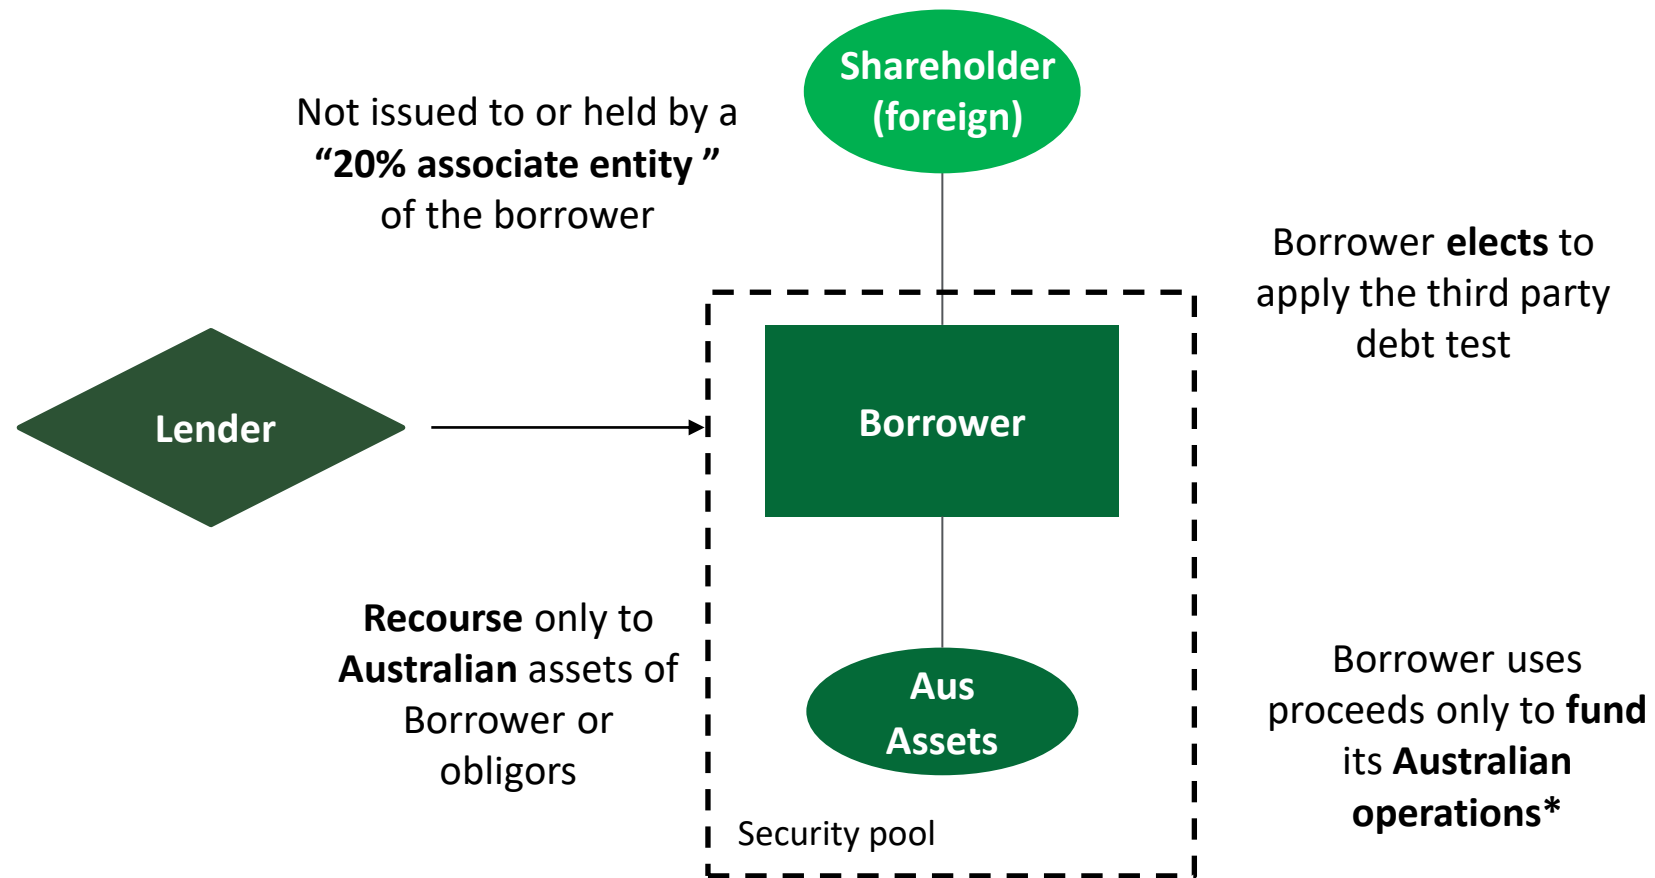 Shareholder
(foreign)
Not issued to or held by a
“20% associate entity ”
of the borrower
Borrower elects to
apply the third party
debt test
Lender
Borrower
Recourse only to
Australian assets of
Borrower or
obligors
Aus
Assets
Borrower uses
proceeds only to fund
its Australian
operations*
Security pool